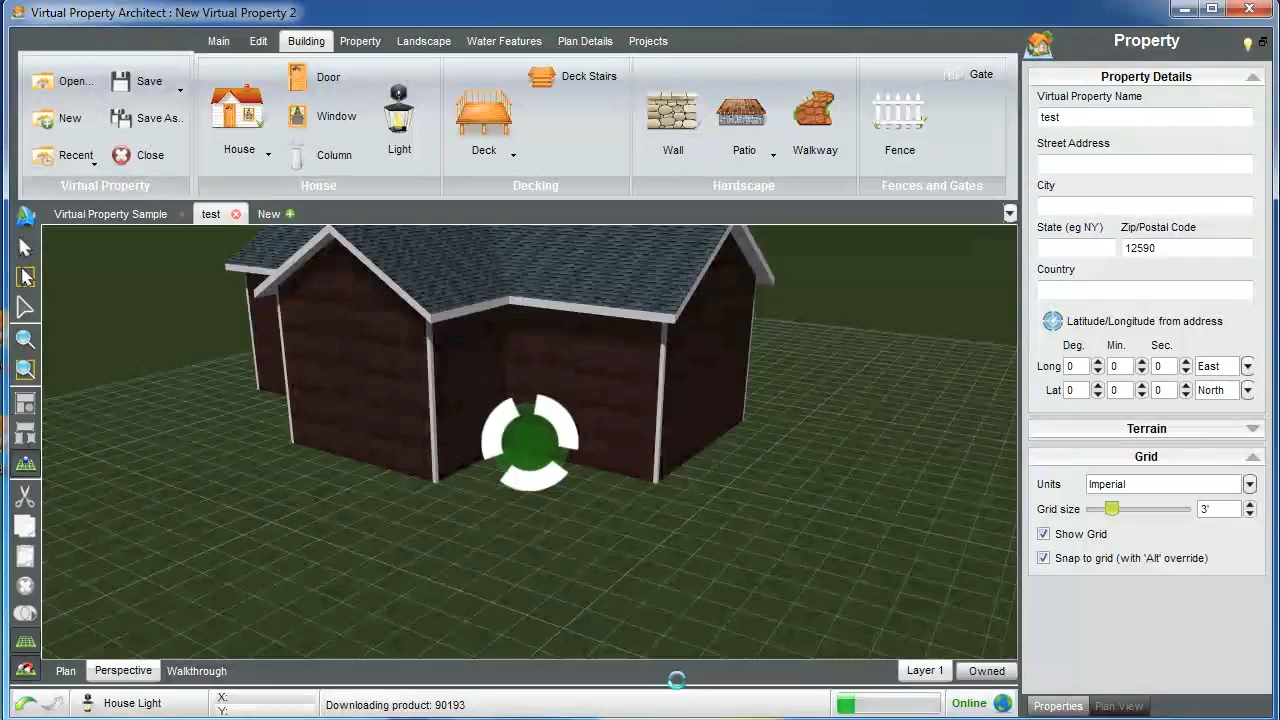 Virtual Property Architect : New Virtual Property 2
Main Edit Building Property Landscape Water Features Plan Details Projects
Open... Save
New Save As..
Recent Close
Virtual Property
House
Door
Window
Column
Light
House
Deck
Deck Stairs
Decking
Wall
Patio
Walkway
Hardscape
Fence
Gate
Fences and Gates
Virtual Property Sample
test
New
Property
Property Details
Virtual Property Name
test
Street Address
City
State (eg NY) Zip/Postal Code
12590
Country
Latitude/Longitude from address
Deg. Min. Sec.
Long 0 0 0 East
Lat 0 0 0 North
Terrain
Grid
Units Imperial
Grid size 3'
Show Grid
Snap to grid (with 'Alt' override)
Plan Perspective Walkthrough
Layer 1 Owned
House Light
X:
Y:
Downloading product: 90193
Online
Properties Plan View